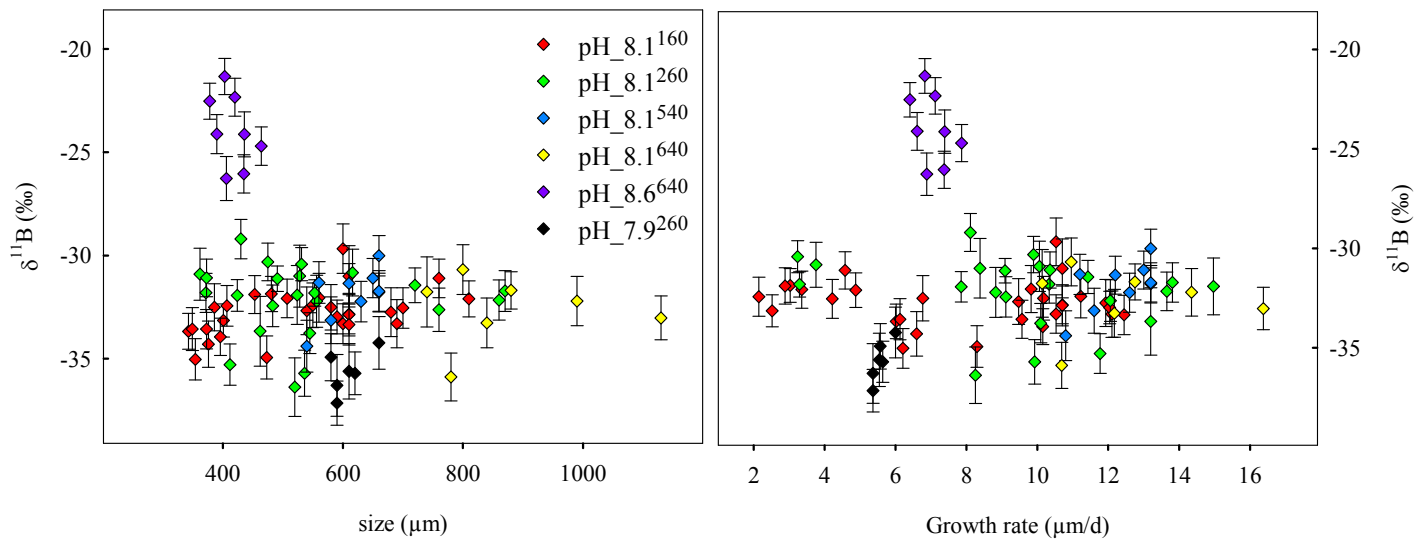 -20
-25
-30
-35
δ¹¹B (‰)
400 600 800 1000
size (µm)
pH_8.1¹⁶⁰
pH_8.1²⁶⁰
pH_8.1⁵⁴⁰
pH_8.1⁶⁴⁰
pH_8.6⁶⁴⁰
pH_7.9²⁶⁰
2 4 6 8 10 12 14 16
Growth rate (µm/d)
-20
-25
-30
-35
δ¹¹B (‰)